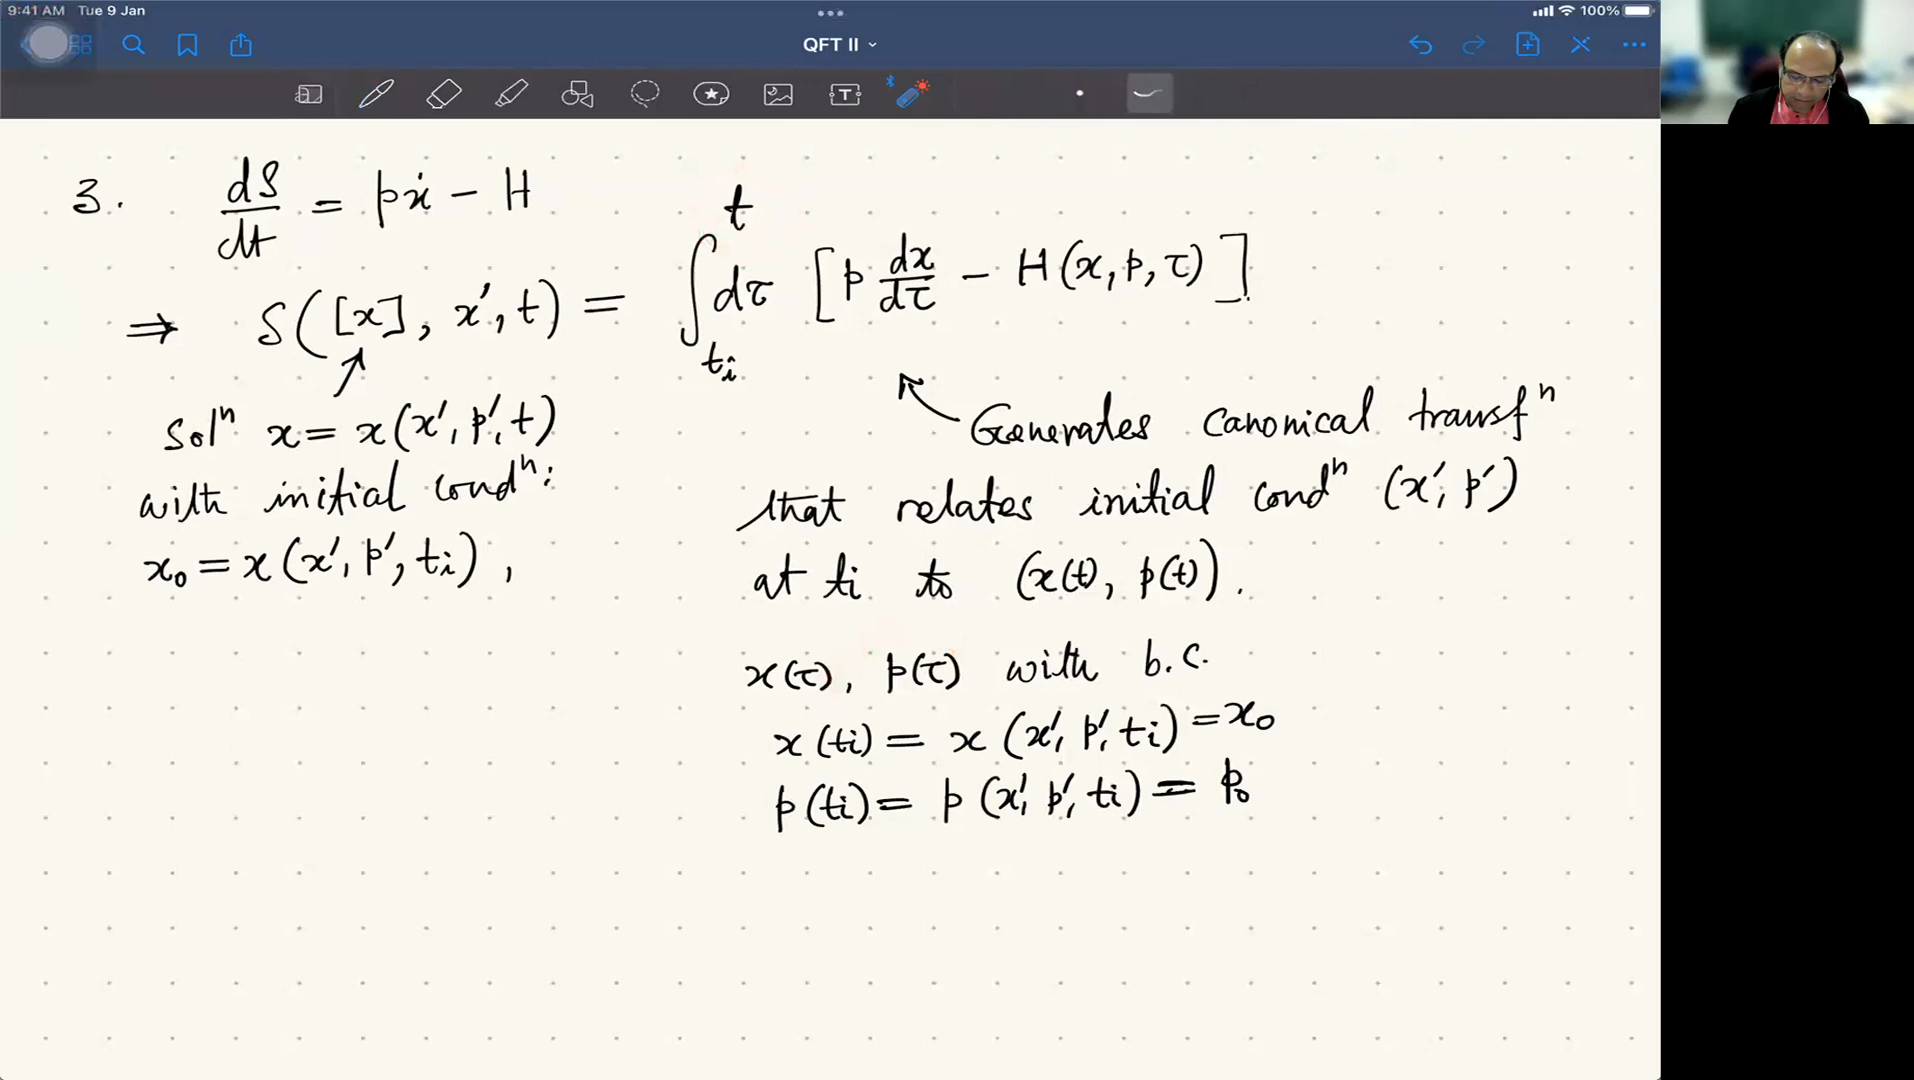 9:41 AM Tue 9 Jan
100%
QFT II
3. dS/dt = pẋ − H
⇒ S([x], x', t) = ∫_{ti}^{t} dτ [p dx/dτ − H(x, p, τ)]
Solⁿ x = x(x', p', t)
with initial condⁿ:
x₀ = x(x', p', ti),
Generates canonical transfⁿ
that relates initial condⁿ (x', p')
at ti to (x(t), p(t)).
x(τ), p(τ) with b.c.
x(ti) = x(x', p', ti) = x₀
p(ti) = p(x', p', ti) = p₀